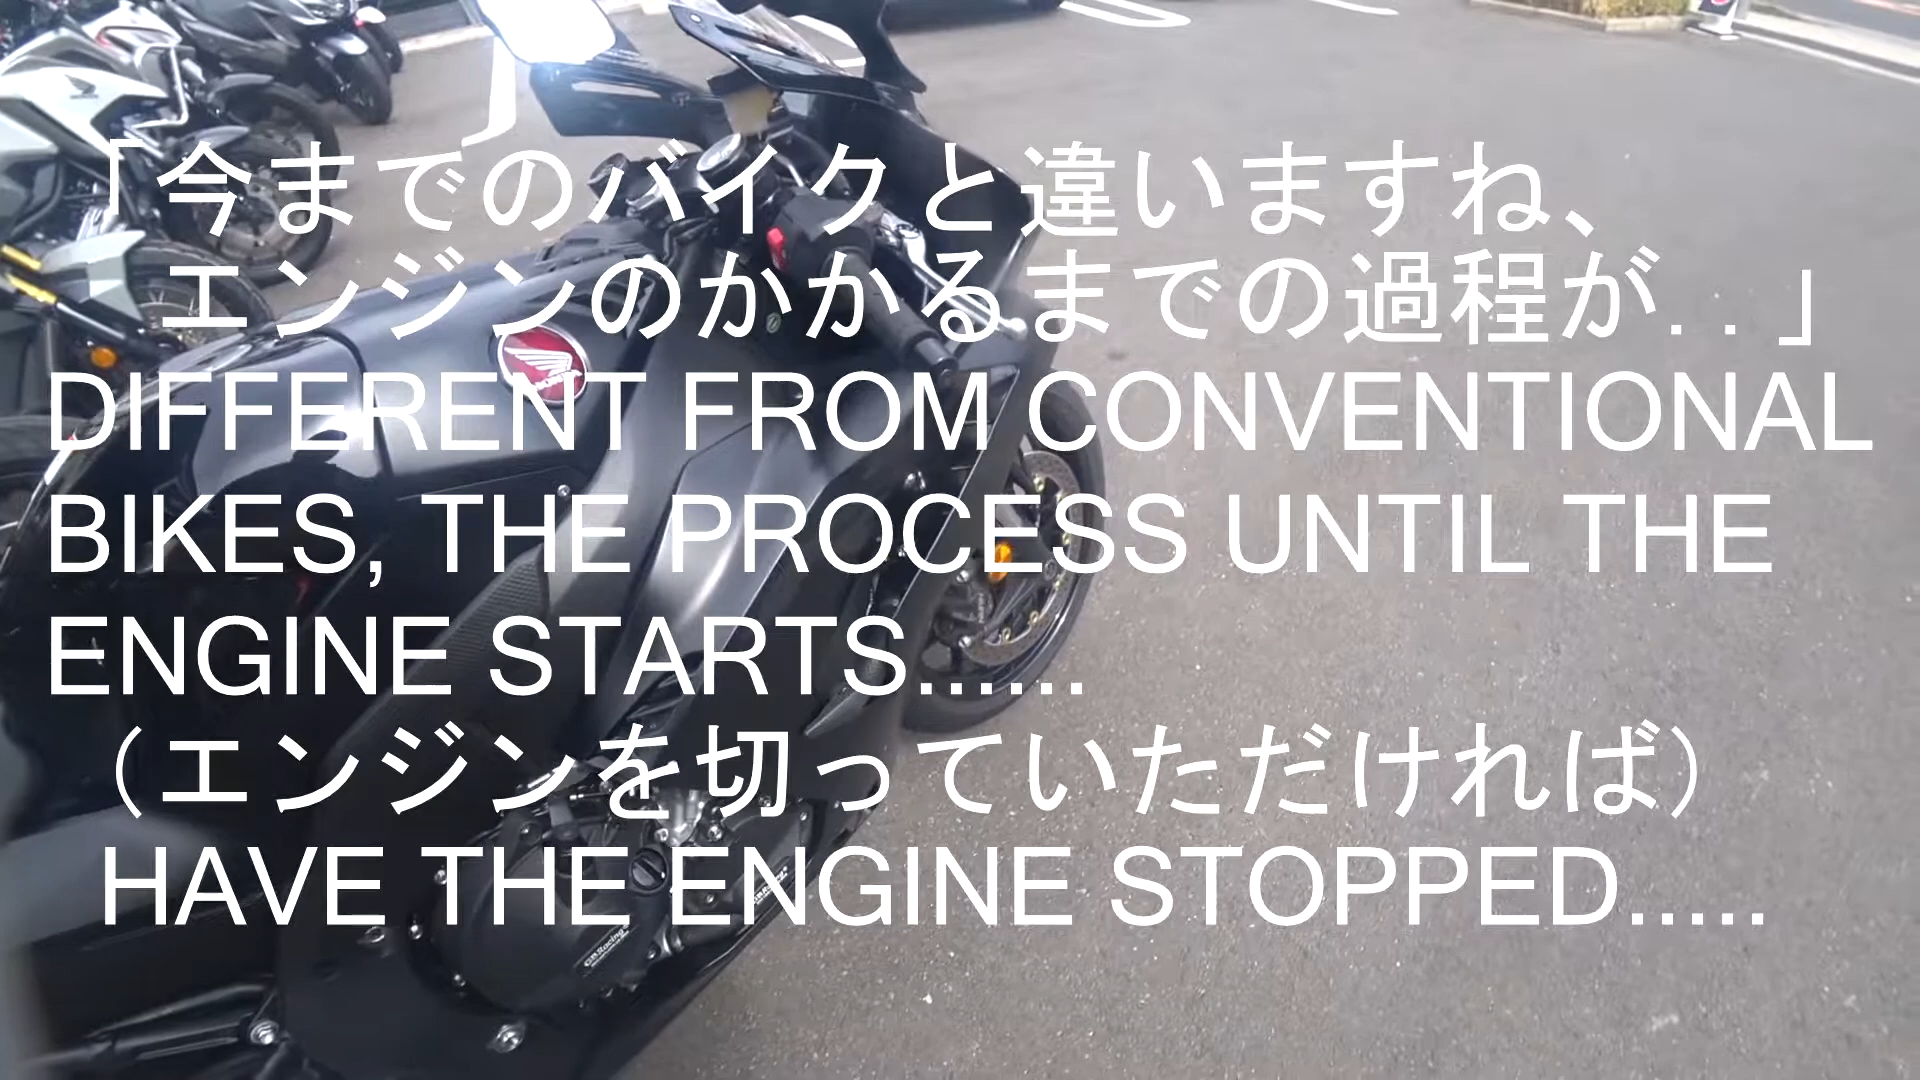 「今までのバイクと違いますね、
エンジンのかかるまでの過程が. . 」
DIFFERENT FROM CONVENTIONAL
BIKES, THE PROCESS UNTIL THE
ENGINE STARTS......
（エンジンを切っていただければ）
HAVE THE ENGINE STOPPED.....
GBRacing